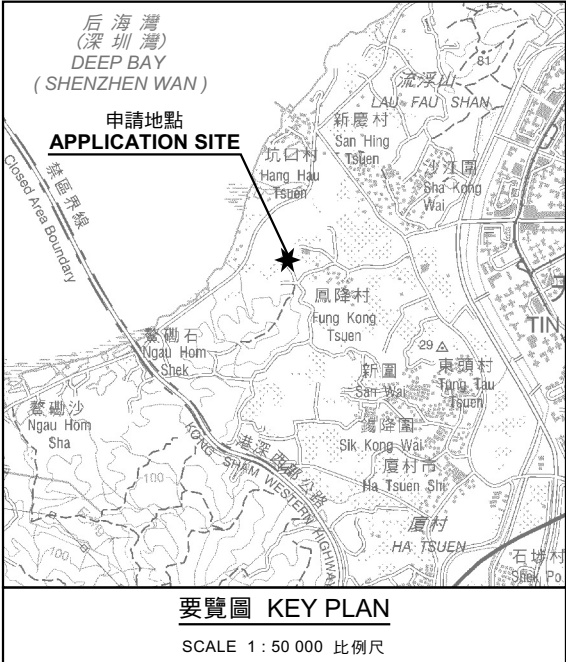 后海灣
(深圳灣)
DEEP BAY
( SHENZHEN WAN )
申請地點
APPLICATION SITE
81
流浮山
LAU FAU SHAN
新慶村
San Hing
Tsuen
坑口村
Hang Hau
Tsuen
沙江圍
Sha Kong
Wai
禁區界線
Closed Area Boundary
鳳降村
Fung Kong
Tsuen
TIN
鰲磡石
Ngau Hom
Shek
29
新圍
San Wai
東頭村
Tung Tau
Tsuen
鰲磡沙
Ngau Hom
Sha
錫降圍
Sik Kong Wai
港深西部公路
KONG SHAM WESTERN HIGHWAY
廈村市
Ha Tsuen Shi
100
廈村
HA TSUEN
100
石埗村
Shek Po
要覽圖 KEY PLAN
SCALE 1 : 50 000 比例尺